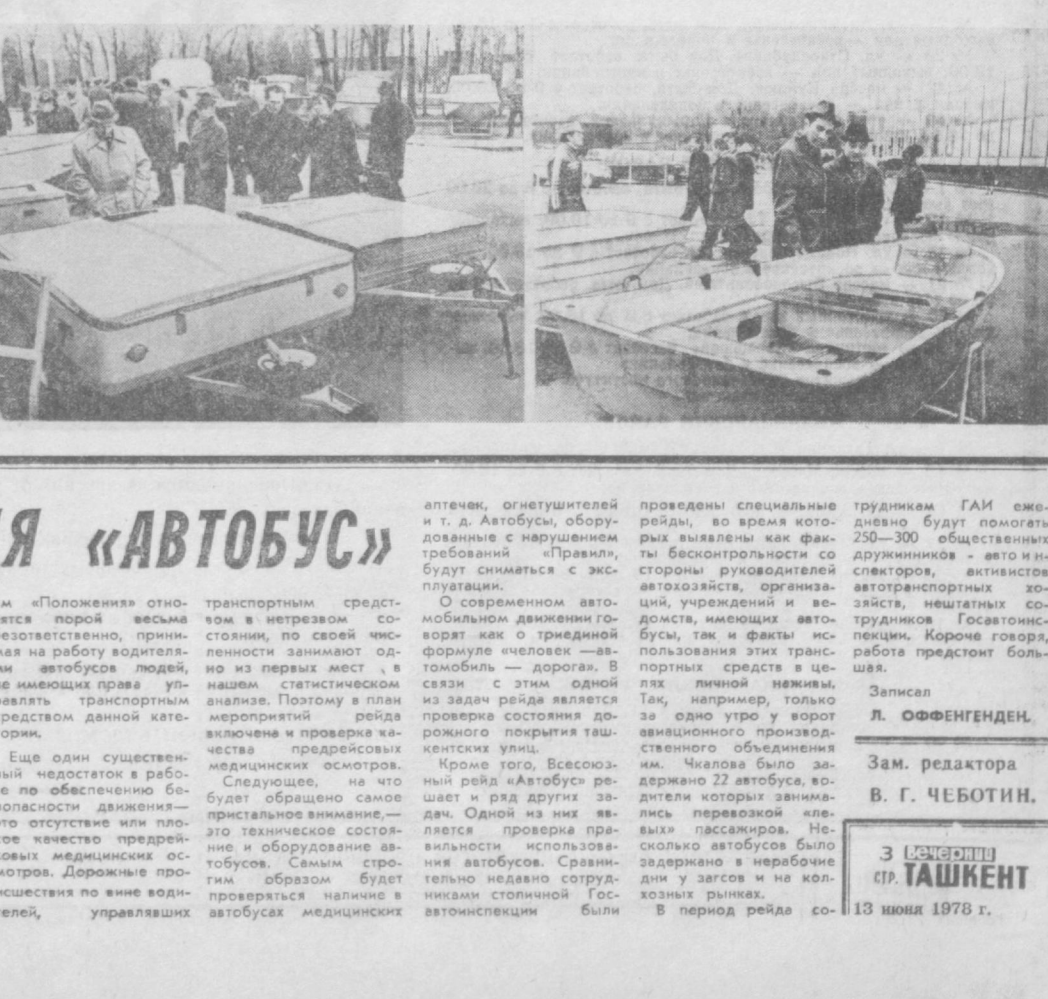 Я «АВТОБУС»
м «Положения» отно-
ятся порой весьма
езответственно, прини-
мая на работу водителя-
ми автобусов людей,
е имеющих права уп-
авлять транспортным
редством данной кате-
ории.
Еще один существен-
ый недостаток в рабо-
е по обеспечению бе-
опасности движения—
то отсутствие или пло-
ое качество предрей-
овых медицинских ос-
мотров. Дорожные про-
исшествия по вине води-
телей, управлявших
транспортным средст-
вом в нетрезвом со-
стоянии, по своей чис-
ленности занимают од-
но из первых мест в
нашем статистическом
анализе. Поэтому в план
мероприятий рейда
включена и проверка ка-
чества предрейсовых
медицинских осмотров.
Следующее, на что
будет обращено самое
пристальное внимание,—
это техническое состоя-
ние и оборудование ав-
тобусов. Самым стро-
гим образом будет
проверяться наличие в
автобусах медицинских
аптечек, огнетушителей
и т. д. Автобусы, обору-
дованные с нарушением
требований «Правил»,
будут сниматься с экс-
плуатации.
О современном авто-
мобильном движении го-
ворят как о триединой
формуле «человек —ав-
томобиль — дорога». В
связи с этим одной
из задач рейда является
проверка состояния до-
рожного покрытия таш-
кентских улиц.
Кроме того, Всесоюз-
ный рейд «Автобус» ре-
шает и ряд других за-
дач. Одной из них яв-
ляется проверка пра-
вильности использова-
ния автобусов. Сравни-
тельно недавно сотруд-
никами столичной Гос-
автоинспекции были
проведены специальные
рейды, во время кото-
рых выявлены как фак-
ты бесконтрольности со
стороны руководителей
автохозяйств, организа-
ций, учреждений и ве-
домств, имеющих авто-
бусы, так и факты ис-
пользования этих транс-
портных средств в це-
лях личной наживы.
Так, например, только
за одно утро у ворот
авиационного производ-
ственного объединения
им. Чкалова было за-
держано 22 автобуса, во-
дители которых занима-
лись перевозкой «ле-
вых» пассажиров. Не-
сколько автобусов было
задержано в нерабочие
дни у загсов и на кол-
хозных рынках.
В период рейда со-
трудникам ГАИ еже-
дневно будут помогать
250—300 общественных
дружинников - авто и н-
спекторов, активистов
автотранспортных хо-
зяйств, нештатных со-
трудников Госавтоинс-
пекции. Короче говоря,
работа предстоит боль-
шая.
Записал
Л. ОФФЕНГЕНДЕН.
Зам. редактора
В. Г. ЧЕБОТИН.
3 Вечерний
СТР. ТАШКЕНТ
13 июня 1978 г.